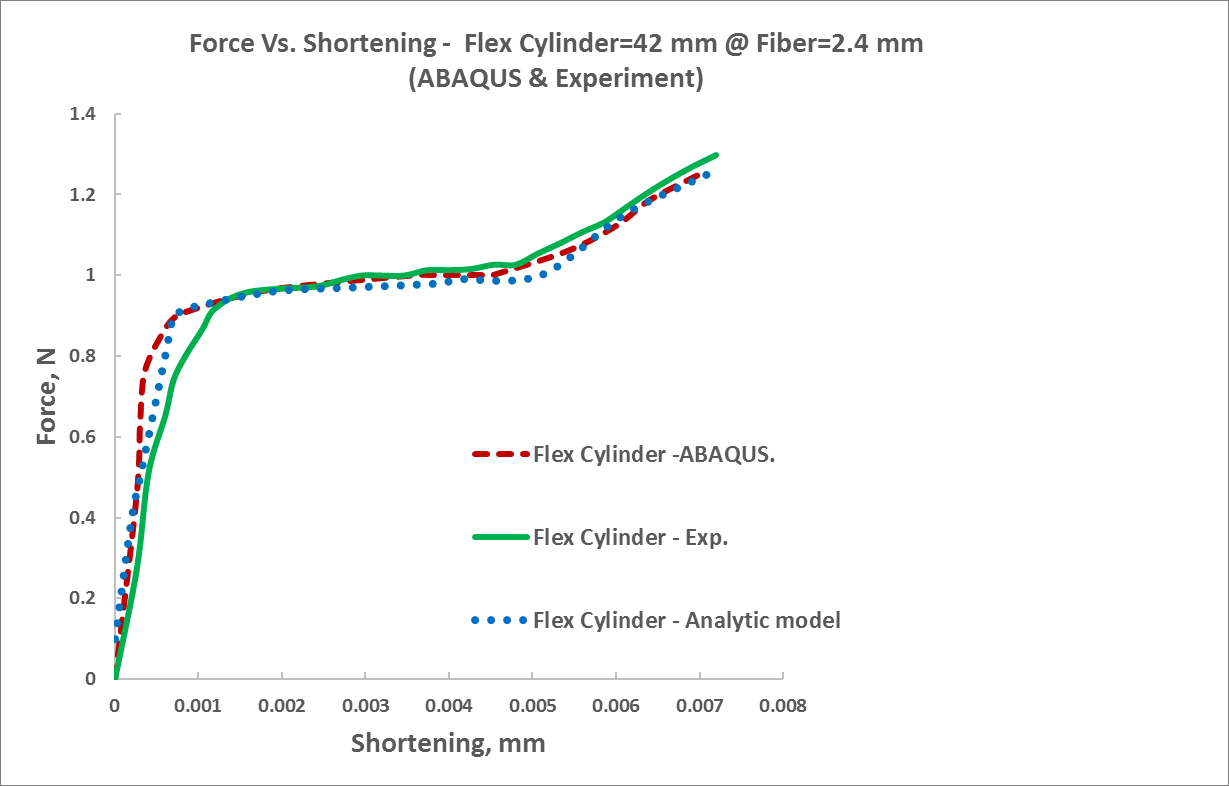 Force Vs. Shortening -  Flex Cylinder=42 mm @ Fiber=2.4 mm
(ABAQUS & Experiment)
1.4
1.2
1
0.8
0.6
0.4
0.2
0
Force, N
Flex Cylinder -ABAQUS.
Flex Cylinder - Exp.
Flex Cylinder - Analytic model
0 0.001 0.002 0.003 0.004 0.005 0.006 0.007 0.008
Shortening, mm